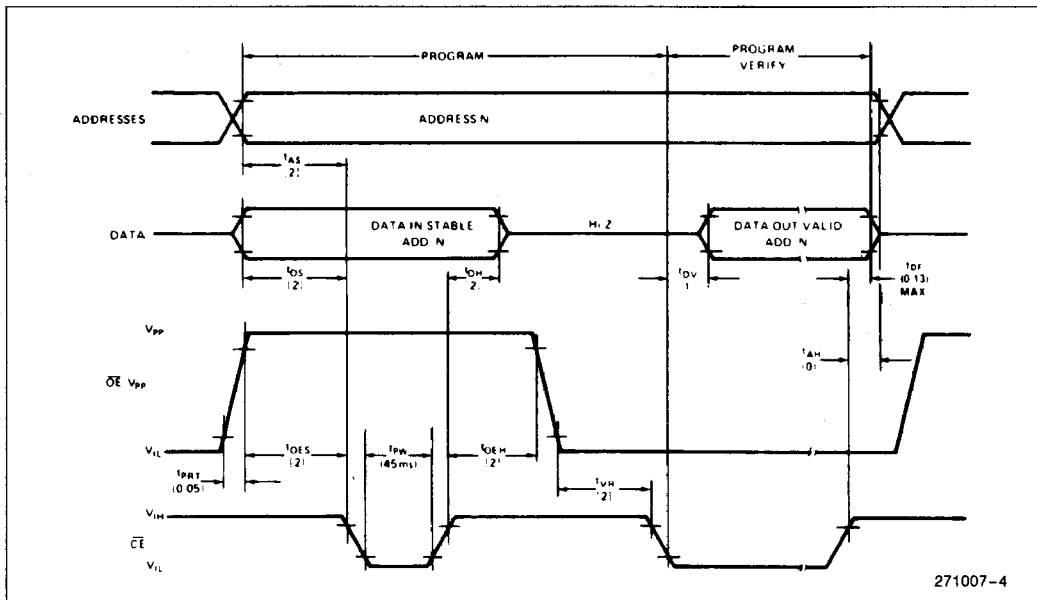 PROGRAM
PROGRAM
VERIFY
ADDRESSES
ADDRESS N
tAS
(2)
DATA
DATA IN STABLE
ADD N
Hi-Z
DATA OUT VALID
ADD N
tDS
(2)
tDH
2)
tDV
1
tDF
(0.13)
MAX
VPP
OE VPP
VIL
tAH
(0)
tOES
(2)
tPW
(45ms)
tOEH
(2)
tPRT
(0.05)
tVR
(2)
VIH
CE
VIL
271007-4